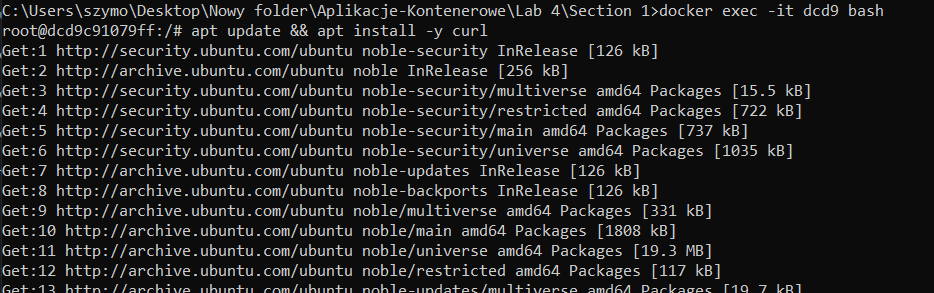 C:\Users\szymo\Desktop\Nowy folder\Aplikacje-Kontenerowe\Lab 4\Section 1>docker exec -it dcd9 bash
root@dcd9c91079ff:/# apt update && apt install -y curl
Get:1 http://security.ubuntu.com/ubuntu noble-security InRelease [126 kB]
Get:2 http://archive.ubuntu.com/ubuntu noble InRelease [256 kB]
Get:3 http://security.ubuntu.com/ubuntu noble-security/multiverse amd64 Packages [15.5 kB]
Get:4 http://security.ubuntu.com/ubuntu noble-security/restricted amd64 Packages [722 kB]
Get:5 http://security.ubuntu.com/ubuntu noble-security/main amd64 Packages [737 kB]
Get:6 http://security.ubuntu.com/ubuntu noble-security/universe amd64 Packages [1035 kB]
Get:7 http://archive.ubuntu.com/ubuntu noble-updates InRelease [126 kB]
Get:8 http://archive.ubuntu.com/ubuntu noble-backports InRelease [126 kB]
Get:9 http://archive.ubuntu.com/ubuntu noble/multiverse amd64 Packages [331 kB]
Get:10 http://archive.ubuntu.com/ubuntu noble/main amd64 Packages [1808 kB]
Get:11 http://archive.ubuntu.com/ubuntu noble/universe amd64 Packages [19.3 MB]
Get:12 http://archive.ubuntu.com/ubuntu noble/restricted amd64 Packages [117 kB]
Get:13 http://archive.ubuntu.com/ubuntu noble-updates/multiverse amd64 Packages [19.7 kB]